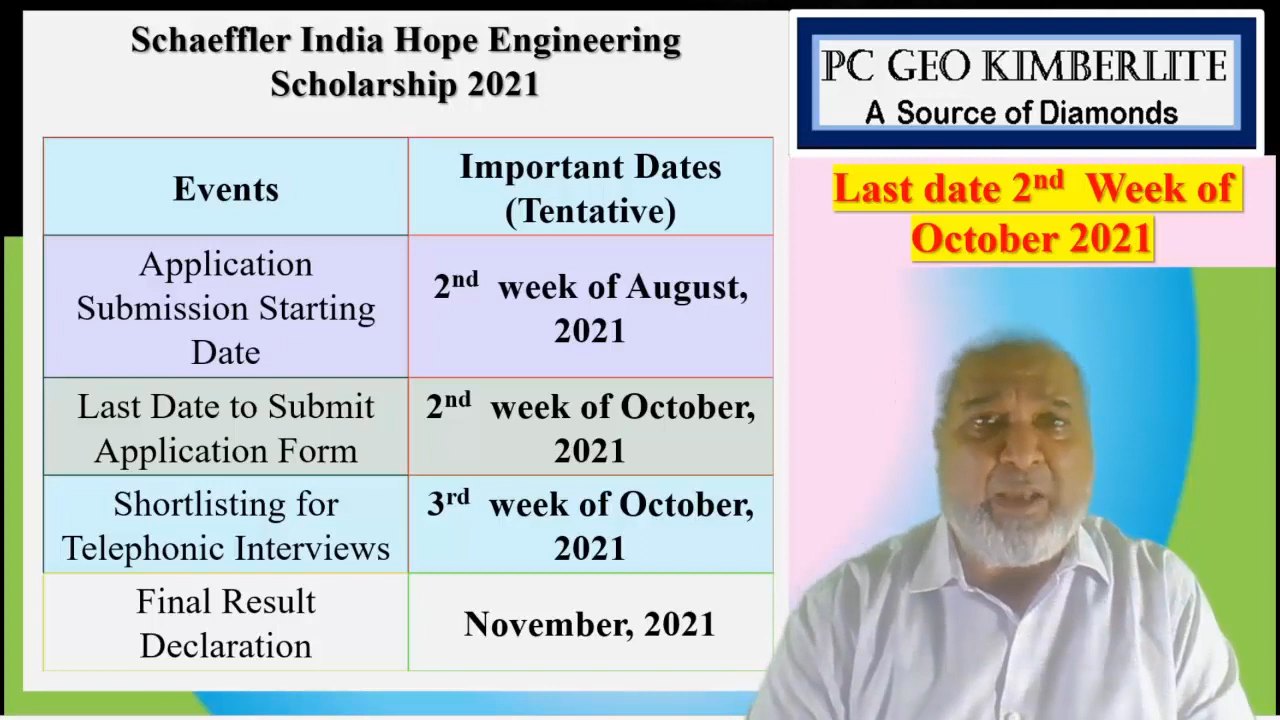 Schaeffler India Hope Engineering
Scholarship 2021
Events
Important Dates
(Tentative)
Application
Submission Starting
Date
2nd week of August,
2021
Last Date to Submit
Application Form
2nd week of October,
2021
Shortlisting for
Telephonic Interviews
3rd week of October,
2021
Final Result
Declaration
November, 2021
PC GEO KIMBERLITE
A Source of Diamonds
Last date 2nd Week of
October 2021